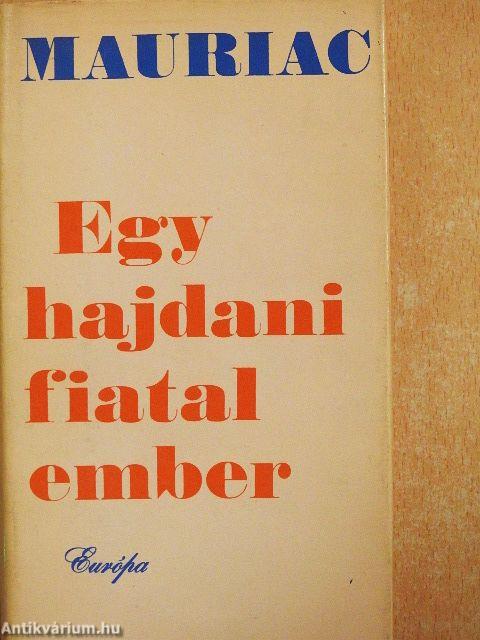 MAURIAC
Egy
hajdani
fiatal
ember
Európa
Antikvárium.hu